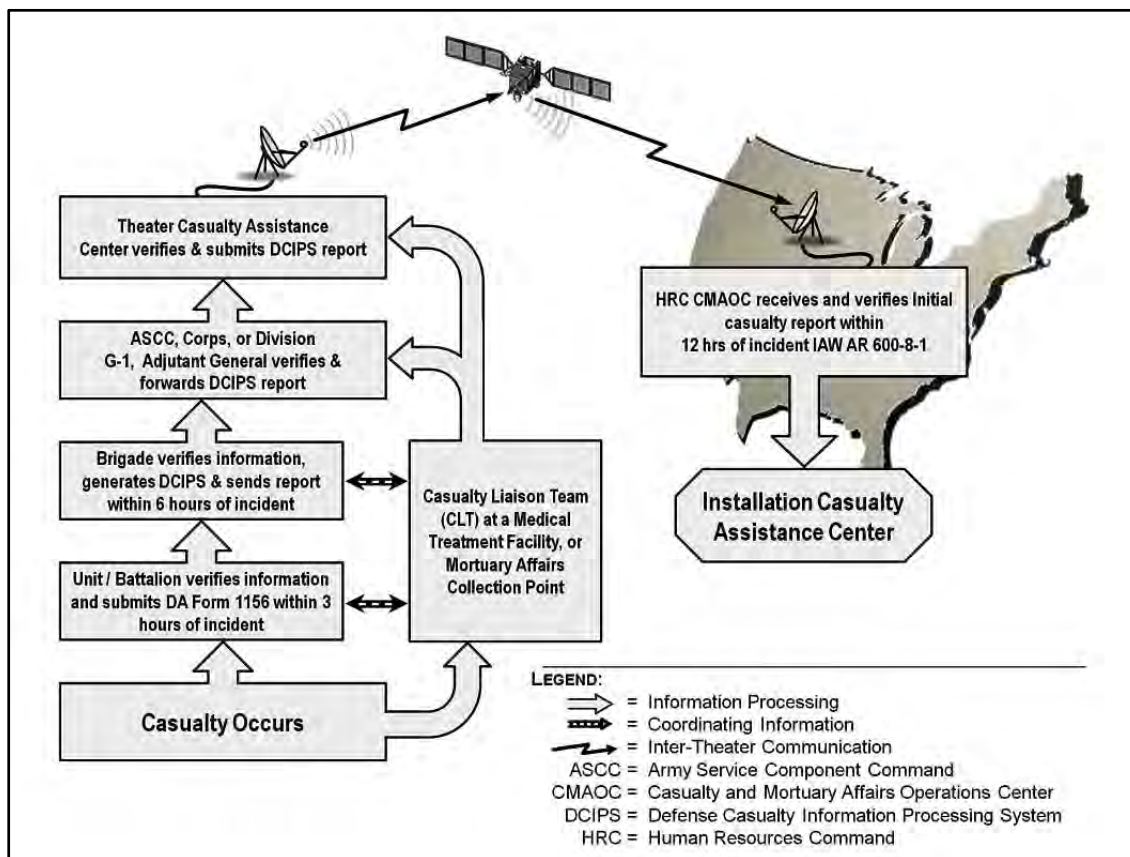 Theater Casualty Assistance
Center verifies & submits DCIPS report
ASCC, Corps, or Division
G-1, Adjutant General verifies &
forwards DCIPS report
Brigade verifies information,
generates DCIPS & sends report
within 6 hours of incident
Unit / Battalion verifies information
and submits DA Form 1156 within 3
hours of incident
Casualty Occurs
Casualty Liaison Team
(CLT) at a Medical
Treatment Facility, or
Mortuary Affairs
Collection Point
HRC CMAOC receives and verifies Initial
casualty report within
12 hrs of incident IAW AR 600-8-1
Installation Casualty
Assistance Center
LEGEND:
= Information Processing
= Coordinating Information
= Inter-Theater Communication
ASCC = Army Service Component Command
CMAOC = Casualty and Mortuary Affairs Operations Center
DCIPS = Defense Casualty Information Processing System
HRC = Human Resources Command